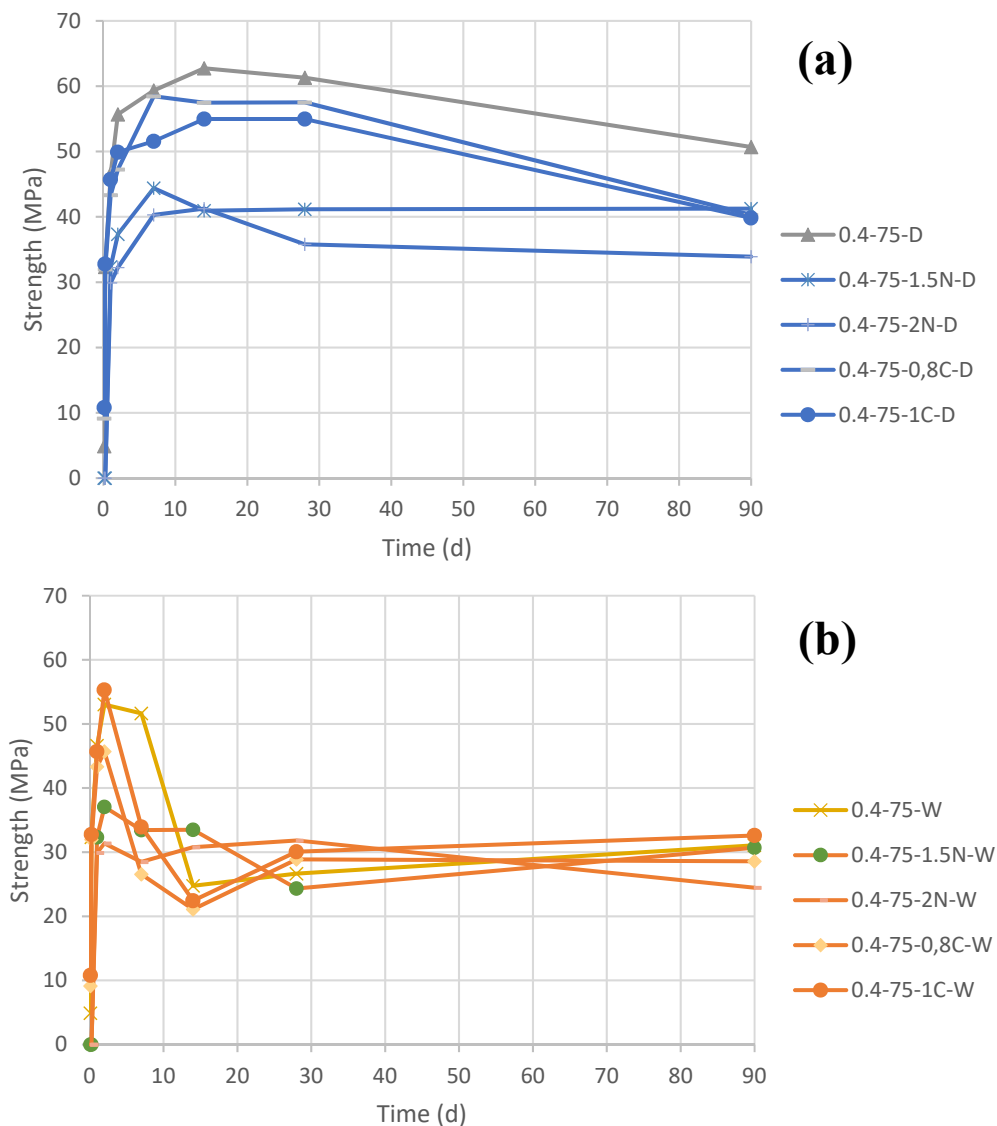 (a)
Strength (MPa)
70
60
50
40
30
20
10
0
0 10 20 30 40 50 60 70 80 90
Time (d)
0.4-75-D
0.4-75-1.5N-D
0.4-75-2N-D
0.4-75-0,8C-D
0.4-75-1C-D
(b)
Strength (MPa)
70
60
50
40
30
20
10
0
0 10 20 30 40 50 60 70 80 90
Time (d)
0.4-75-W
0.4-75-1.5N-W
0.4-75-2N-W
0.4-75-0,8C-W
0.4-75-1C-W